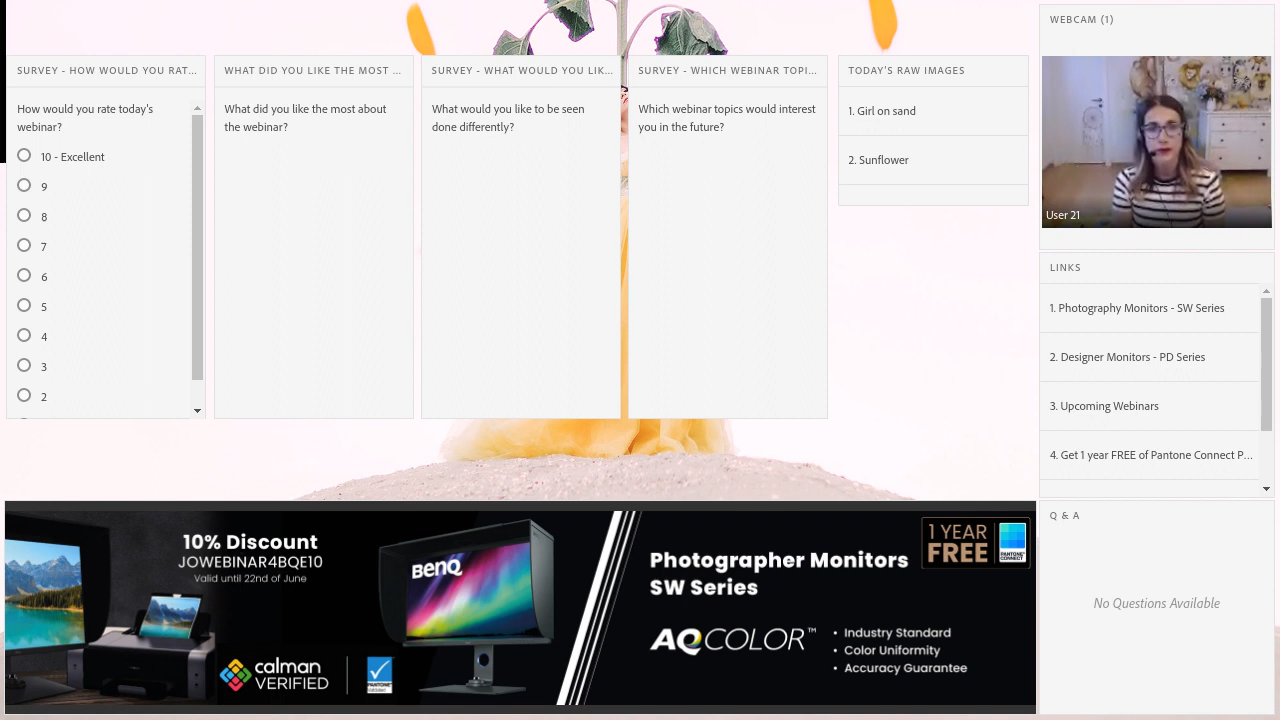 SURVEY - HOW WOULD YOU RAT...
How would you rate today's
webinar?
10 - Excellent
9
8
7
6
5
4
3
2
WHAT DID YOU LIKE THE MOST ...
What did you like the most about
the webinar?
SURVEY - WHAT WOULD YOU LIK...
What would you like to be seen
done differently?
SURVEY - WHICH WEBINAR TOPI...
Which webinar topics would interest
you in the future?
TODAY'S RAW IMAGES
1. Girl on sand
2. Sunflower
WEBCAM (1)
User 21
LINKS
1. Photography Monitors - SW Series
2. Designer Monitors - PD Series
3. Upcoming Webinars
4. Get 1 year FREE of Pantone Connect P...
Q & A
No Questions Available
10% Discount
JOWEBINAR4BQE10
Valid until 22nd of June
calman
VERIFIED
PANTONE
Validated
BenQ
Photographer Monitors
SW Series
AQCOLOR™
• Industry Standard
• Color Uniformity
• Accuracy Guarantee
1 YEAR
FREE
PANTONE
CONNECT